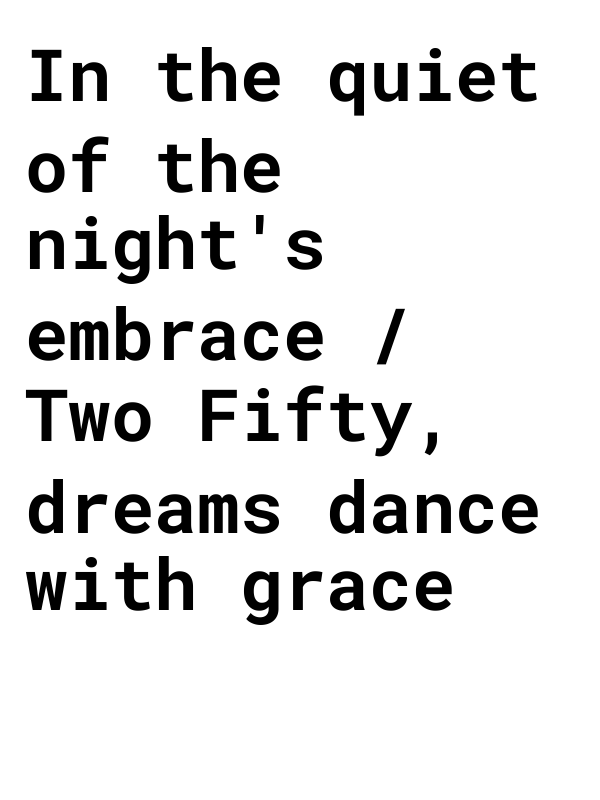 In the quiet
of the
night's
embrace /
Two Fifty,
dreams dance
with grace